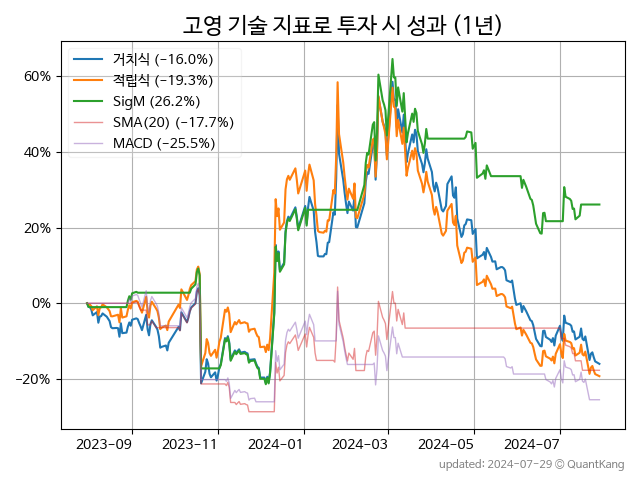 고영 기술 지표로 투자 시 성과 (1년)
거치식 (−16.0%)
적립식 (−19.3%)
SigM (26.2%)
SMA(20) (−17.7%)
MACD (−25.5%)
60%
40%
20%
0%
−20%
2023-09 2023-11 2024-01 2024-03 2024-05 2024-07
updated: 2024-07-29 © QuantKang